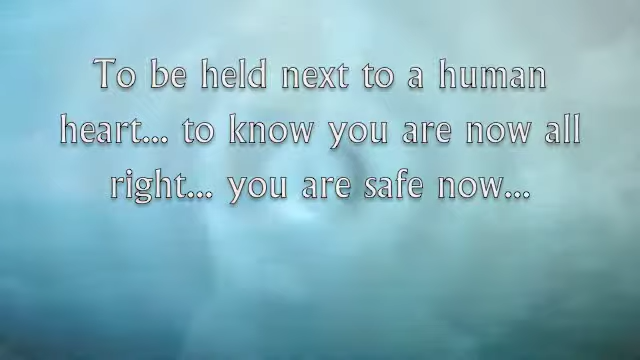 To be held next to a human
heart... to know you are now all
right... you are safe now...